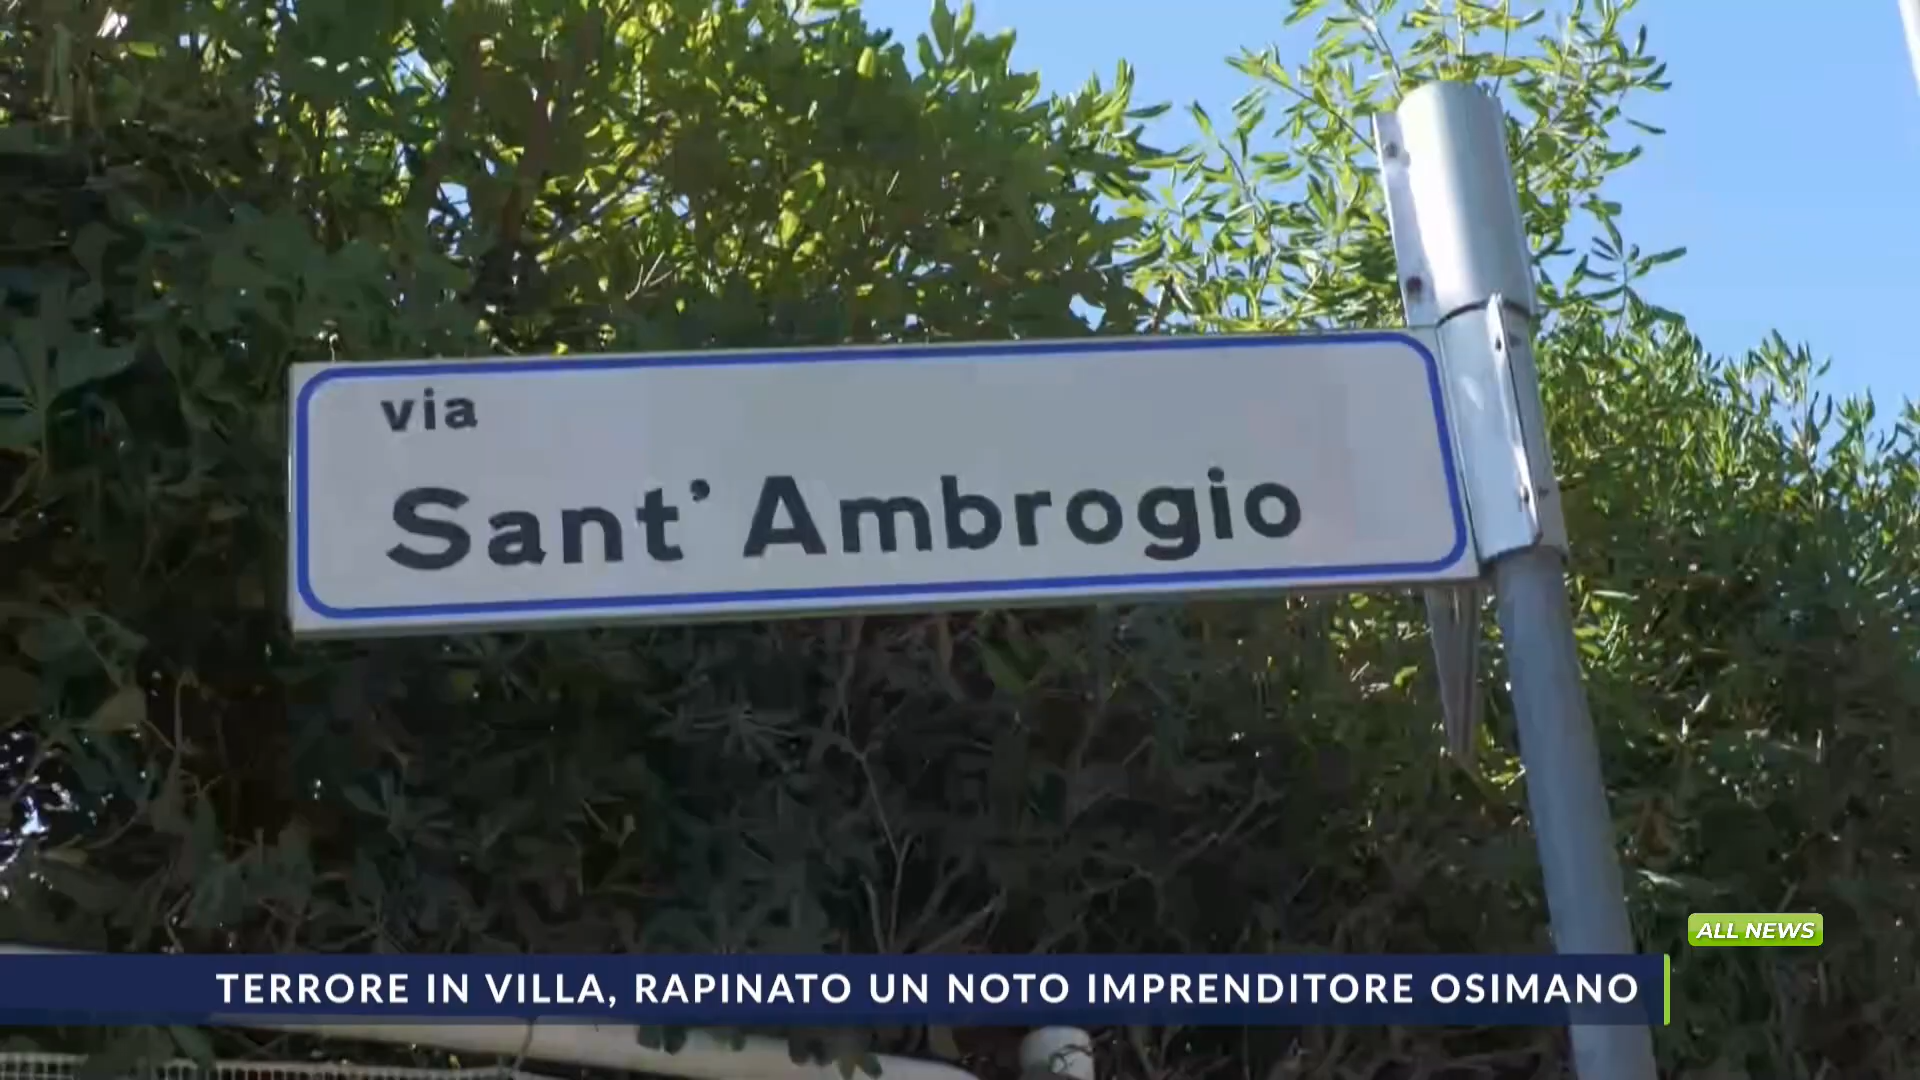 via
Sant' Ambrogio
ALL NEWS
TERRORE IN VILLA, RAPINATO UN NOTO IMPRENDITORE OSIMANO